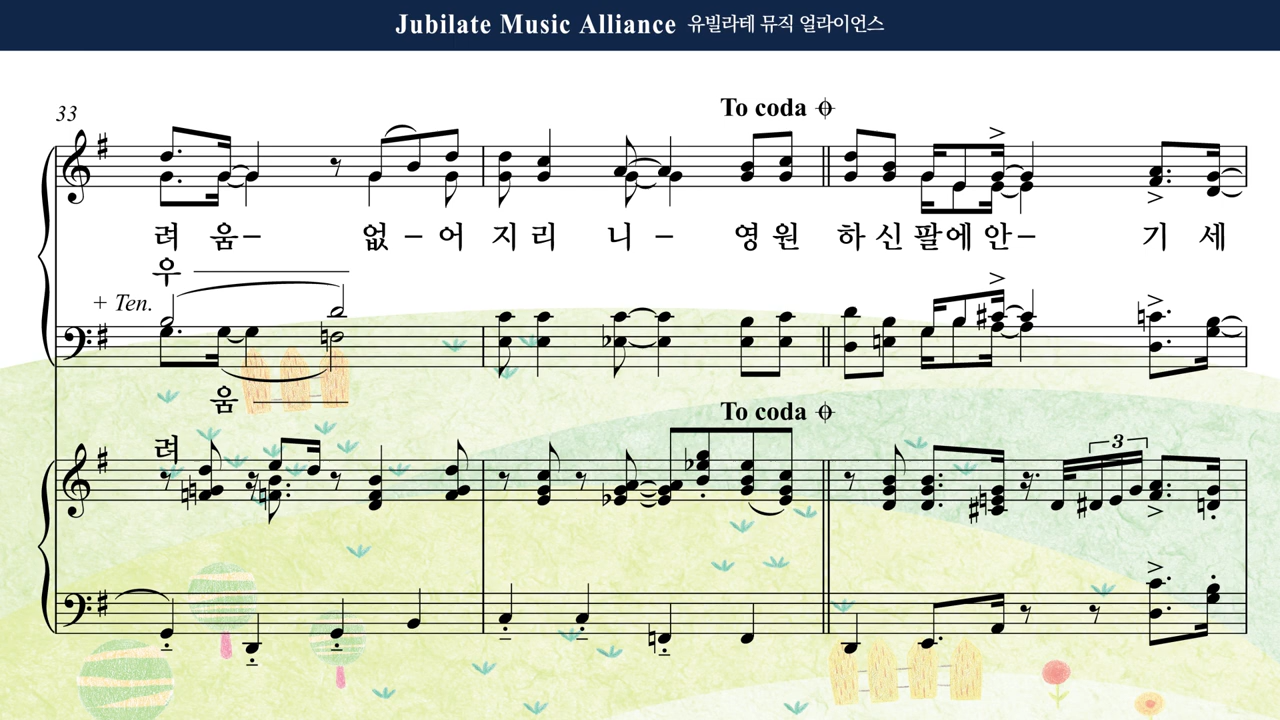 Jubilate Music Alliance 유빌라테 뮤직 얼라이언스
33
To coda
려 움– 없 – 어 지 리 니 – 영 원 하 신 팔 에 안– 기 세
우
+ Ten.
움
To coda
려
3